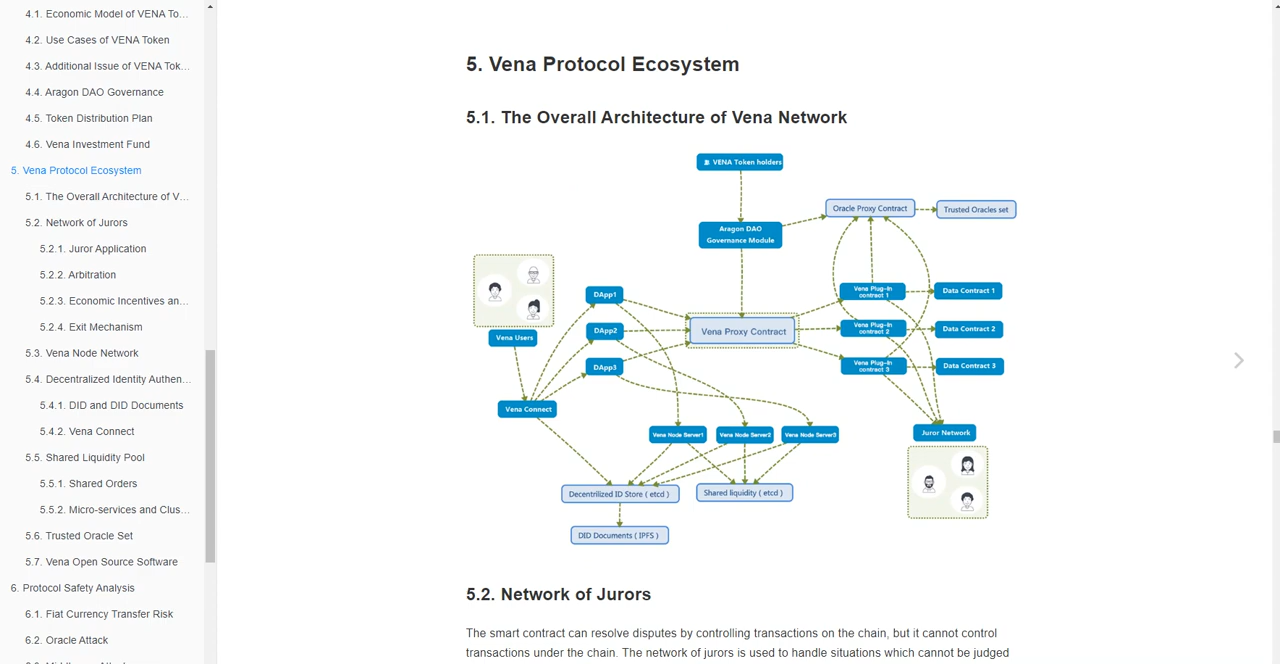 4.1. Economic Model of VENA To...
4.2. Use Cases of VENA Token
4.3. Additional Issue of VENA Tok...
4.4. Aragon DAO Governance
4.5. Token Distribution Plan
4.6. Vena Investment Fund
5. Vena Protocol Ecosystem
5.1. The Overall Architecture of V...
5.2. Network of Jurors
5.2.1. Juror Application
5.2.2. Arbitration
5.2.3. Economic Incentives an...
5.2.4. Exit Mechanism
5.3. Vena Node Network
5.4. Decentralized Identity Authen...
5.4.1. DID and DID Documents
5.4.2. Vena Connect
5.5. Shared Liquidity Pool
5.5.1. Shared Orders
5.5.2. Micro-services and Clus...
5.6. Trusted Oracle Set
5.7. Vena Open Source Software
6. Protocol Safety Analysis
6.1. Fiat Currency Transfer Risk
6.2. Oracle Attack
5. Vena Protocol Ecosystem
5.1. The Overall Architecture of Vena Network
VENA Token holders
Oracle Proxy Contract
Trusted Oracles set
Aragon DAO
Governance Module
DApp1
Vena Plug-In
contract 1
Data Contract 1
Vena Users
DApp2
Vena Proxy Contract
Vena Plug-In
contract 2
Data Contract 2
DApp3
Vena Plug-In
contract 3
Data Contract 3
Vena Connect
Vena Node Server1
Vena Node Server2
Vena Node Server3
Juror Network
Decentrilized ID Store ( etcd )
Shared liquidity ( etcd )
DID Documents ( IPFS )
5.2. Network of Jurors
The smart contract can resolve disputes by controlling transactions on the chain, but it cannot control
transactions under the chain. The network of jurors is used to handle situations which cannot be judged